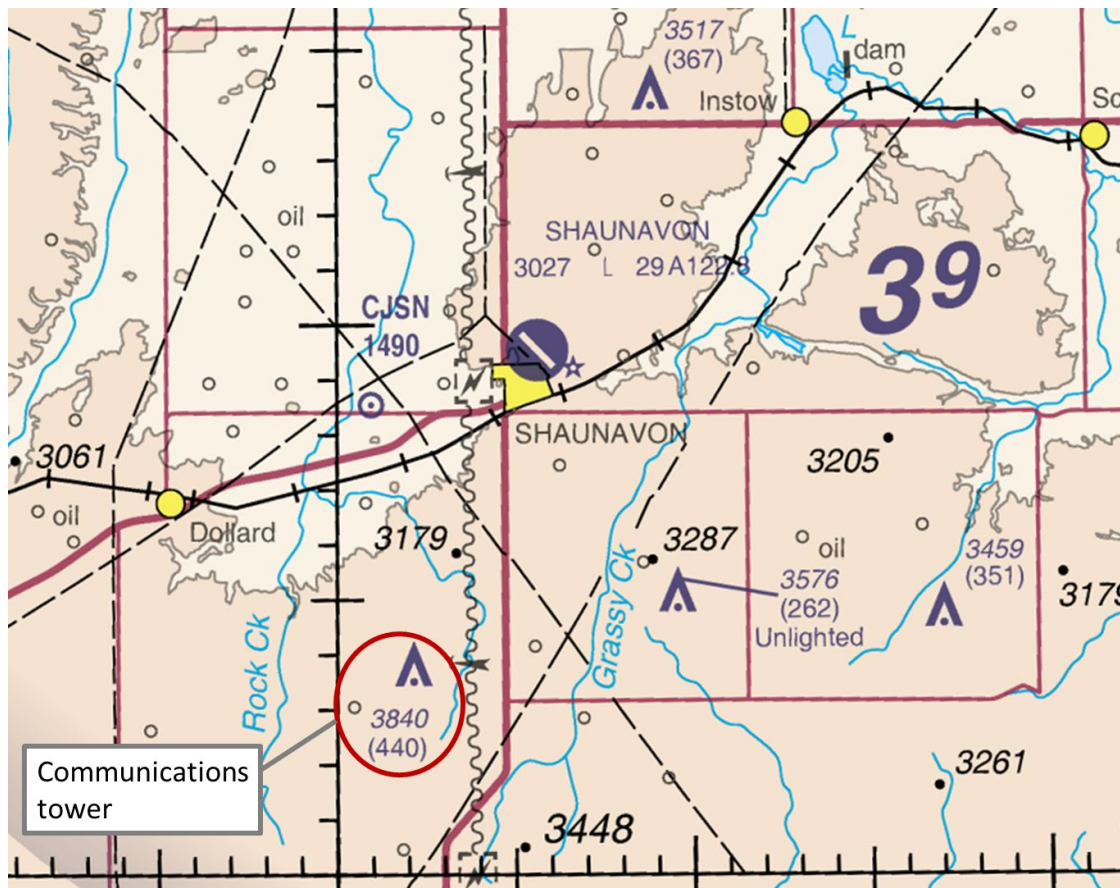 3517
(367)
L
dam
Instow
oil
SHAUNAVON
3027 L 29 A122.8
39
CJSN
1490
SHAUNAVON
3061
3205
oil
Dollard
3179
3287
oil
3576
(262)
Unlighted
3459
(351)
3179
Grassy Ck
Rock Ck
3840
(440)
Communications
tower
3261
3448